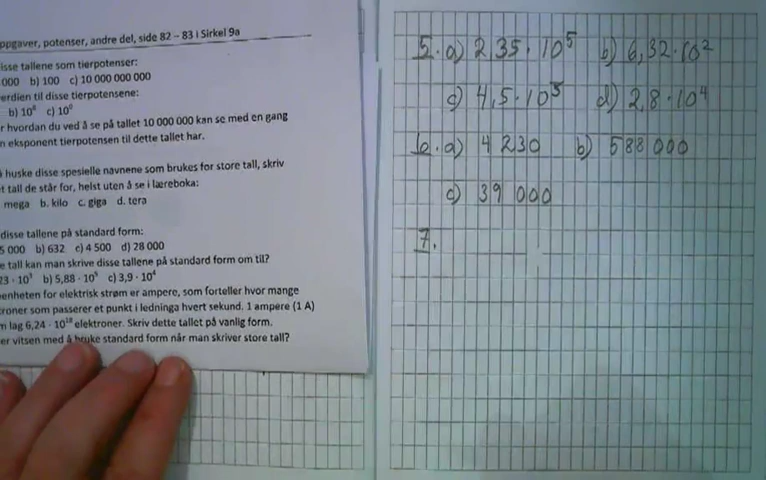 ppgaver, potenser, andre del, side 82 – 83 i Sirkel 9a
isse tallene som tierpotenser:
000 b) 100 c) 10 000 000 000
erdien til disse tierpotensene:
b) 10⁸ c) 10⁰
r hvordan du ved å se på tallet 10 000 000 kan se med en gang
n eksponent tierpotensen til dette tallet har.
huske disse spesielle navnene som brukes for store tall, skriv
t tall de står for, helst uten å se i læreboka:
mega b. kilo c. giga d. tera
disse tallene på standard form:
5 000 b) 632 c) 4 500 d) 28 000
e tall kan man skrive disse tallene på standard form om til?
23 · 10³ b) 5,88 · 10⁵ c) 3,9 · 10⁴
enheten for elektrisk strøm er ampere, som forteller hvor mange
troner som passerer et punkt i ledninga hvert sekund. 1 ampere (1 A)
m lag 6,24 · 10¹⁸ elektroner. Skriv dette tallet på vanlig form.
er vitsen med å bruke standard form når man skriver store tall?
5. a) 2,35 · 10⁵ b) 6,32 · 10²
c) 4,5 · 10³ d) 2,8 · 10⁴
6. a) 4 230 b) 588 000
c) 39 000
7.